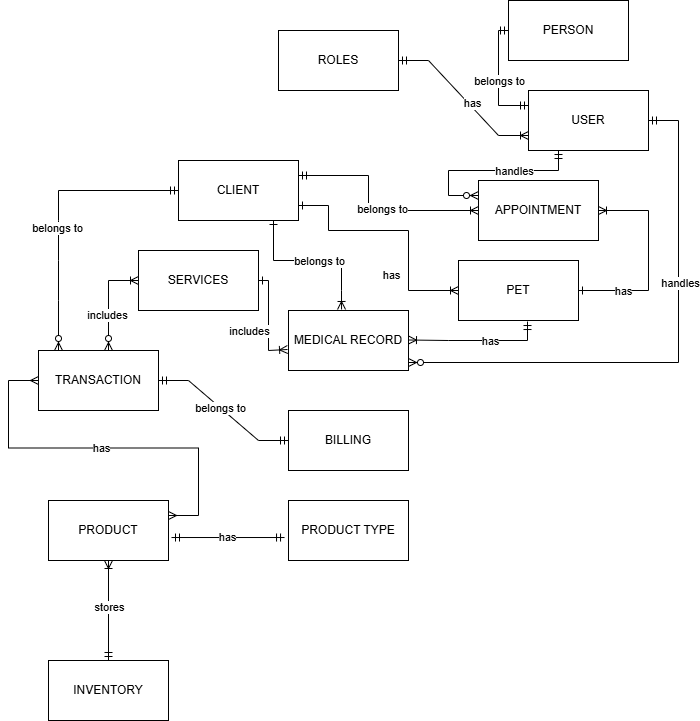 PERSON
ROLES
belongs to
has
USER
handles
CLIENT
belongs to
APPOINTMENT
belongs to
belongs to
has
SERVICES
PET
handles
has
includes
includes
MEDICAL RECORD
has
TRANSACTION
belongs to
BILLING
has
PRODUCT
has
PRODUCT TYPE
stores
INVENTORY